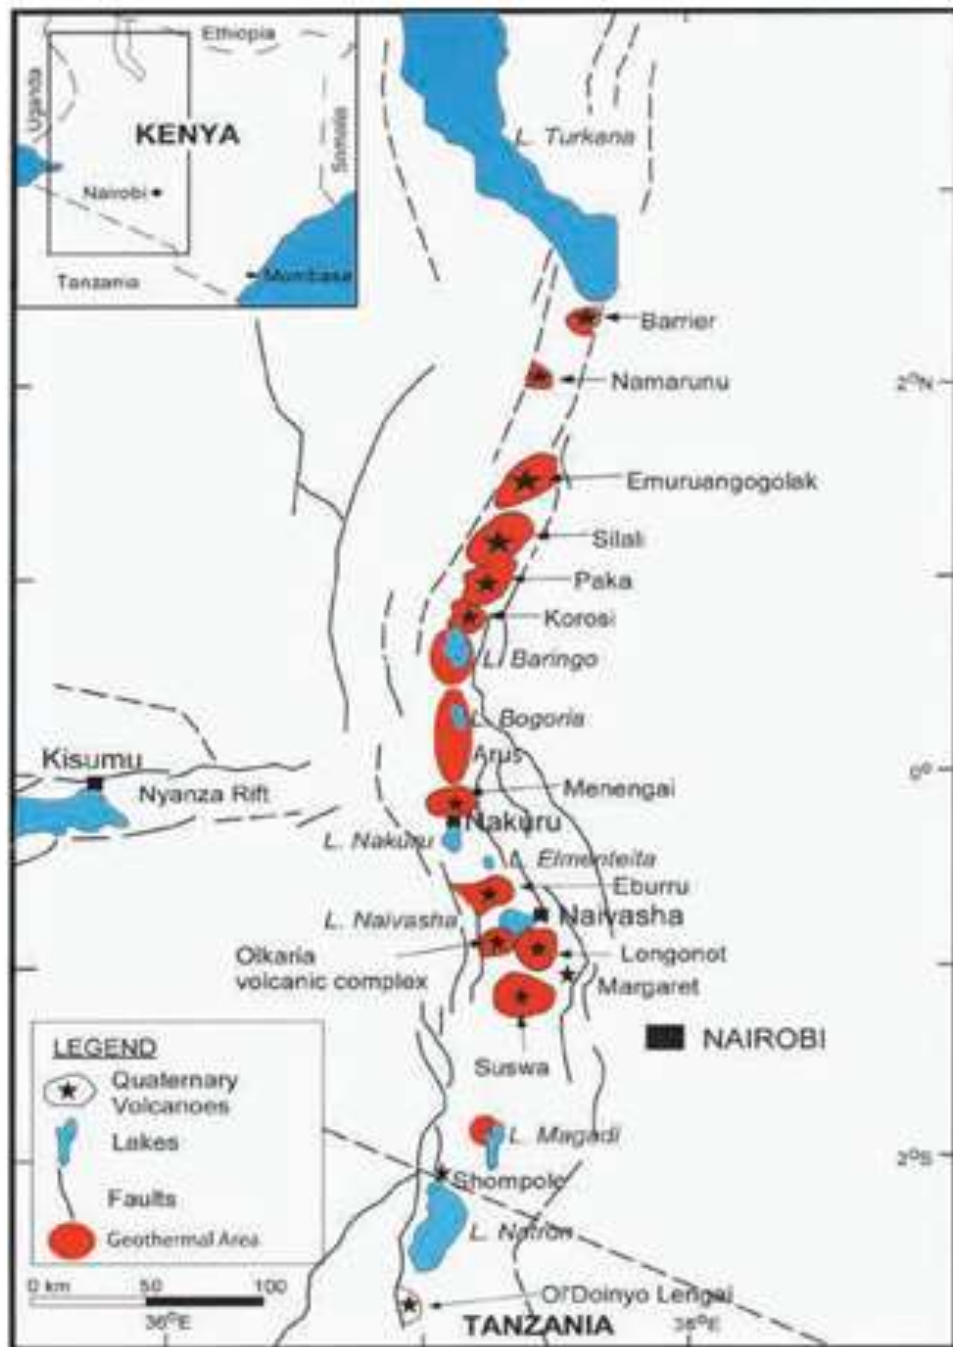 Ethiopia
Uganda
KENYA
Somalia
Nairobi
Tanzania
Mombasa
L. Turkana
Barrier
Namarunu
2°N
Emuruangogolak
Silali
Paka
Korosi
L. Baringo
L. Bogoria
Arus
Kisumu
0°
Nyanza Rift
Menengai
Nakuru
L. Nakuru
L. Elmenteita
Eburru
L. Naivasha
Naivasha
Olkaria
volcanic complex
Longonot
Margaret
NAIROBI
Suswa
LEGEND
Quaternary
Volcanoes
Lakes
Faults
Geothermal Area
L. Magadi
2°S
Shompole
L. Natron
0 km 50 100
Ol'Doinyo Lengai
TANZANIA
36°E
38°E